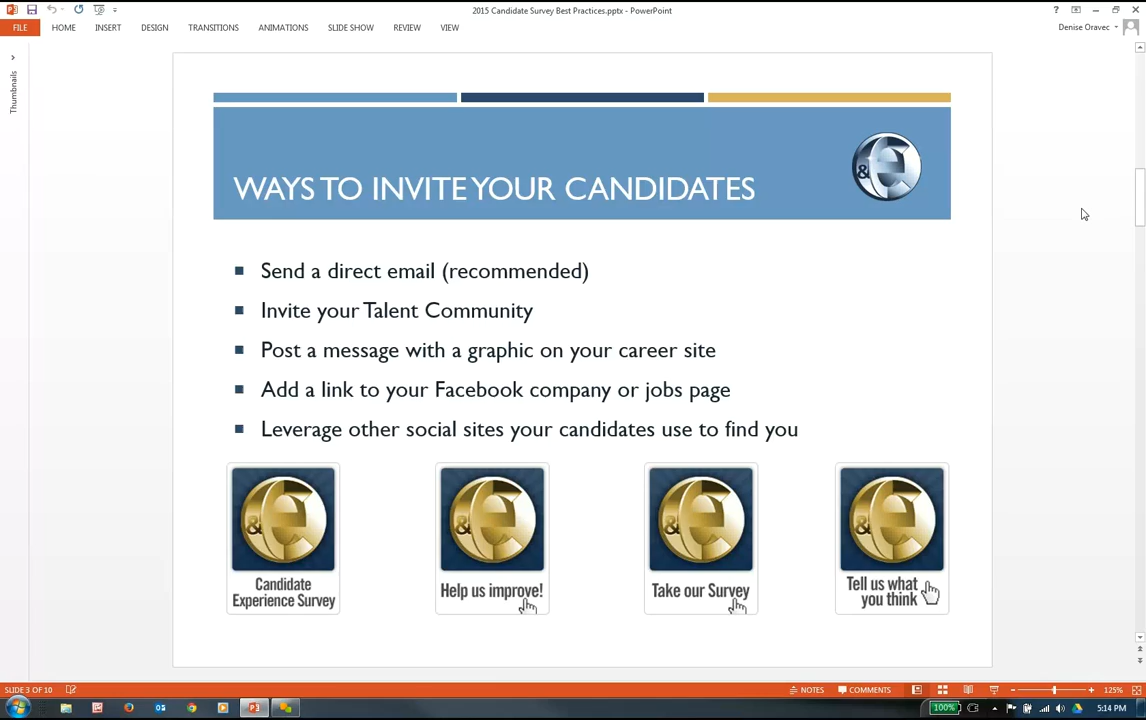 2015 Candidate Survey Best Practices.pptx - PowerPoint
FILE HOME INSERT DESIGN TRANSITIONS ANIMATIONS SLIDE SHOW REVIEW VIEW
Denise Oravec
Thumbnails
WAYS TO INVITE YOUR CANDIDATES
&e
Send a direct email (recommended)
Invite your Talent Community
Post a message with a graphic on your career site
Add a link to your Facebook company or jobs page
Leverage other social sites your candidates use to find you
&e
Candidate
Experience Survey
&e
Help us improve!
&e
Take our Survey
&e
Tell us what
you think
SLIDE 3 OF 10
NOTES COMMENTS 125%
100% 5:14 PM